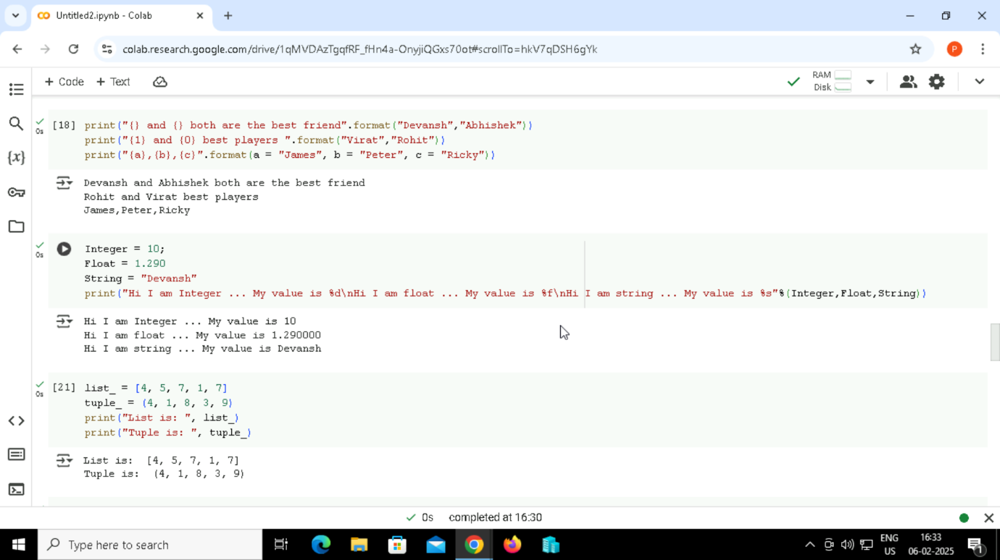 Untitled2.ipynb - Colab
colab.research.google.com/drive/1qMVDAzTgqfRF_fHn4a-OnyjiQGxs70ot#scrollTo=hkV7qDSH6gYk
P
+ Code + Text
RAM
Disk
{x}
0s
[18] print("{} and {} both are the best friend".format("Devansh","Abhishek"))
print("{1} and {0} best players ".format("Virat","Rohit"))
print("{a},{b},{c}".format(a = "James", b = "Peter", c = "Ricky"))
Devansh and Abhishek both are the best friend
Rohit and Virat best players
James,Peter,Ricky
0s
Integer = 10;
Float = 1.290
String = "Devansh"
print("Hi I am Integer ... My value is %d\nHi I am float ... My value is %f\nHi I am string ... My value is %s"%(Integer,Float,String))
Hi I am Integer ... My value is 10
Hi I am float ... My value is 1.290000
Hi I am string ... My value is Devansh
0s
[21] list_ = [4, 5, 7, 1, 7]
tuple_ = (4, 1, 8, 3, 9)
print("List is: ", list_)
print("Tuple is: ", tuple_)
List is:  [4, 5, 7, 1, 7]
Tuple is:  (4, 1, 8, 3, 9)
0s completed at 16:30
Type here to search
ENG
US
16:33
06-02-2025
1